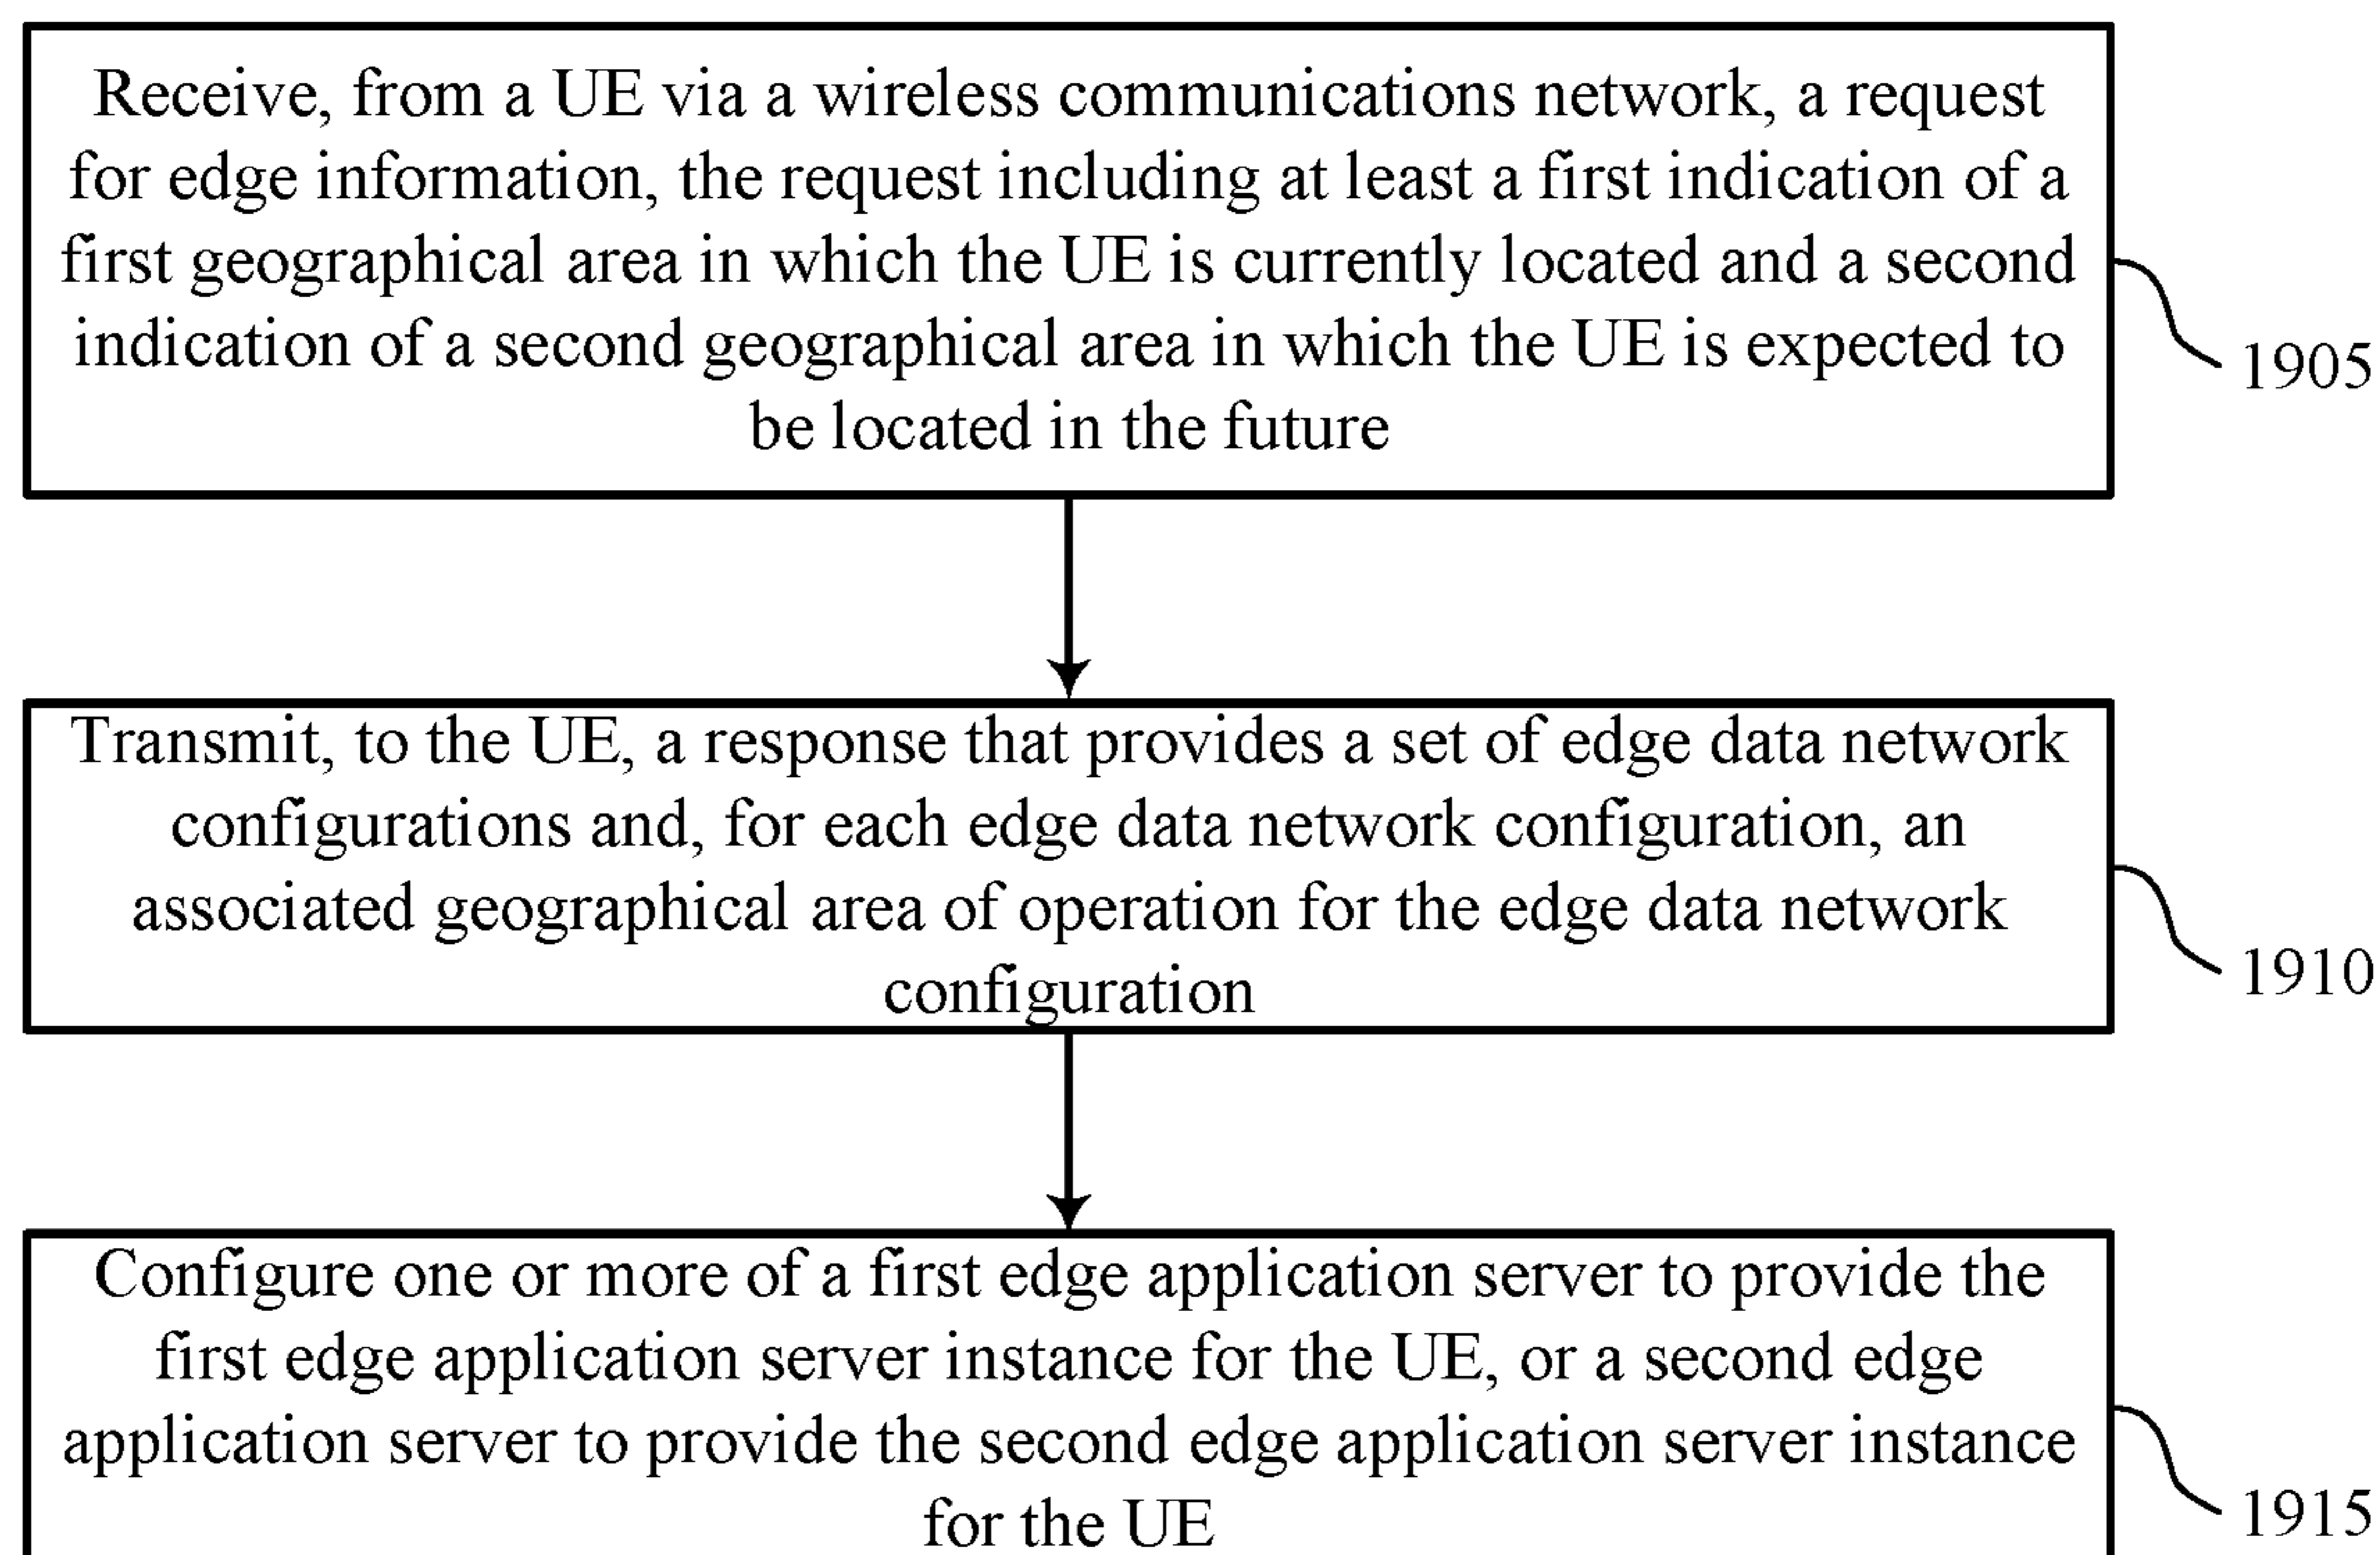 Receive, from a UE via a wireless communications network, a request
for edge information, the request including at least a first indication of a
first geographical area in which the UE is currently located and a second
indication of a second geographical area in which the UE is expected to
be located in the future
1905
Transmit, to the UE, a response that provides a set of edge data network
configurations and, for each edge data network configuration, an
associated geographical area of operation for the edge data network
configuration
1910
Configure one or more of a first edge application server to provide the
first edge application server instance for the UE, or a second edge
application server to provide the second edge application server instance
for the UE
1915